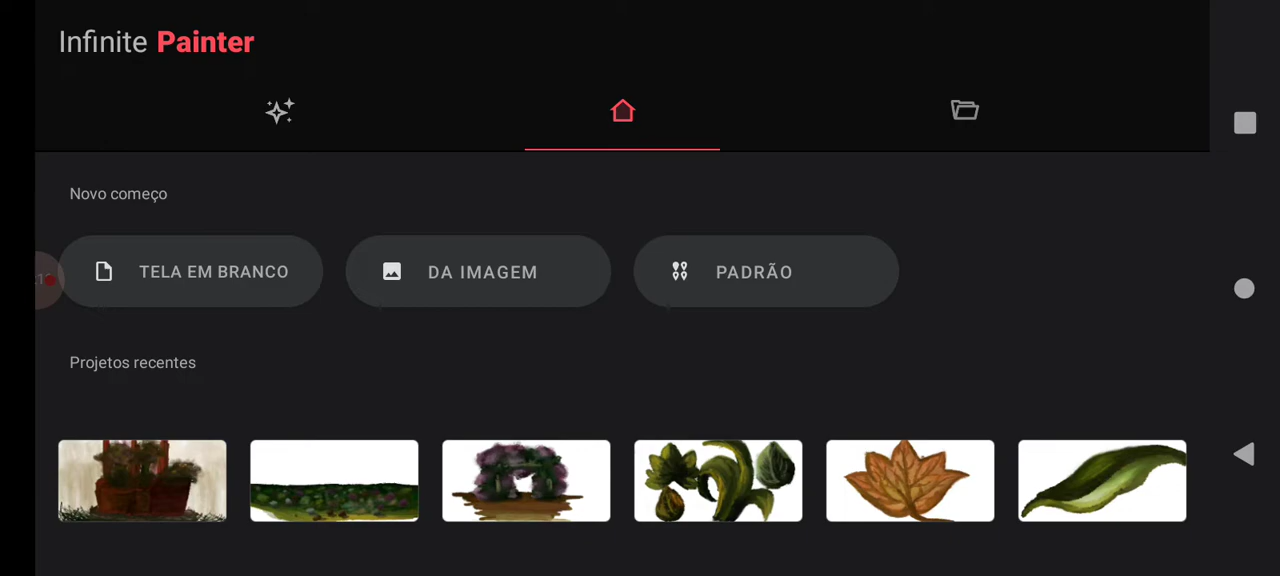 Infinite Painter
Novo começo
TELA EM BRANCO
DA IMAGEM
PADRÃO
Projetos recentes